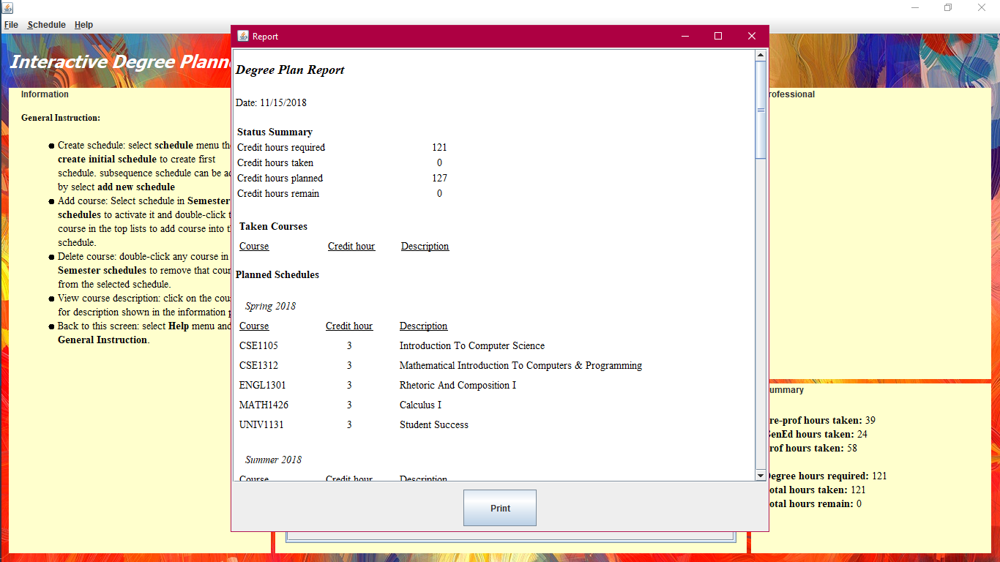 File Schedule Help
Interactive Degree
Information
General Instruction:
Create schedule: select schedule menu
create initial schedule to create first
schedule. subsequence schedule can be
by select add new schedule
Add course: Select schedule in Semester
schedules to activate it and double-click
course in the top lists to add course into
schedule.
Delete course: double-click any course in
Semester schedules to remove that
from the selected schedule.
View course description: click on the
for description shown in the information
Back to this screen: select Help menu and
General Instruction.
Report
Degree Plan Report
Date: 11/15/2018
Status Summary
Credit hours required 121
Credit hours taken 0
Credit hours planned 127
Credit hours remain 0
Taken Courses
Course Credit hour Description
Planned Schedules
Spring 2018
Course Credit hour Description
CSE1105 3 Introduction To Computer Science
CSE1312 3 Mathematical Introduction To Computers & Programming
ENGL1301 3 Rhetoric And Composition I
MATH1426 3 Calculus I
UNIV1131 3 Student Success
Summer 2018
Course Credit hour Description
Print
rofessional
ummary
re-prof hours taken: 39
GenEd hours taken: 24
rof hours taken: 58
Degree hours required: 121
otal hours taken: 121
otal hours remain: 0